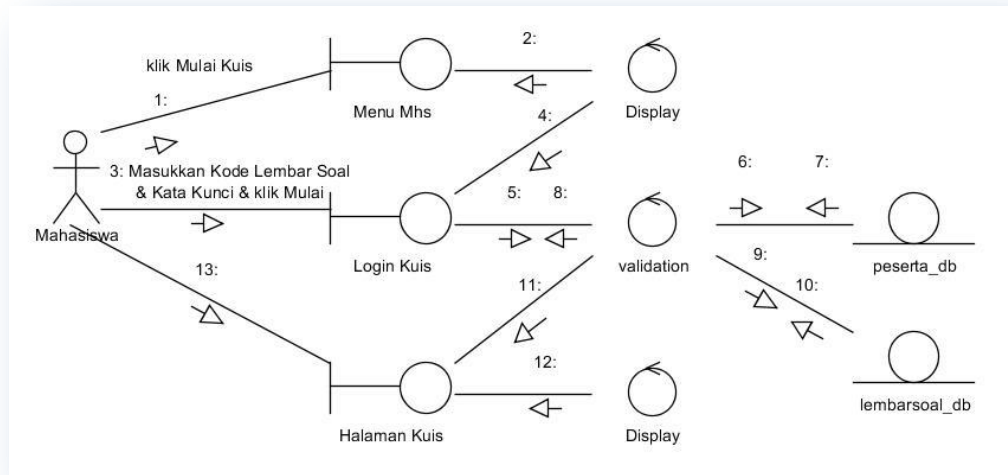 klik Mulai Kuis
1:
Menu Mhs
2:
Display
4:
3: Masukkan Kode Lembar Soal
& Kata Kunci & klik Mulai
Mahasiswa
Login Kuis
5:
8:
validation
6:
7:
peserta_db
9:
10:
lembarsoal_db
11:
13:
12:
Halaman Kuis
Display